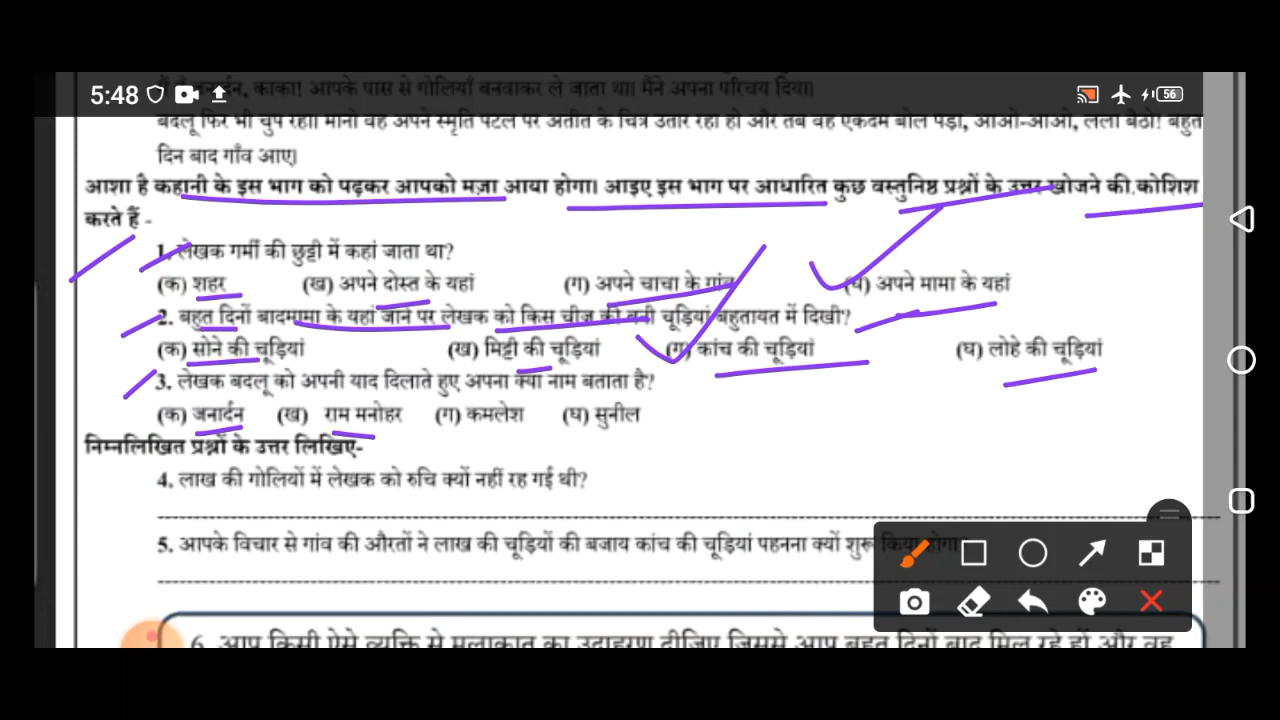 मैं हूँ जनार्दन, काका! आपके पास से गोलियाँ बनवाकर ले जाता था। मैंने अपना परिचय दिया।
5:48
56
बदलू फिर भी चुप रहा। मानो वह अपने स्मृति पटल पर अतीत के चित्र उतार रहा हो और तब वह एकदम बोल पड़ा, आओ-आओ, लला बैठो! बहुत
दिन बाद गाँव आए।
आशा है कहानी के इस भाग को पढ़कर आपको मज़ा आया होगा। आइए इस भाग पर आधारित कुछ वस्तुनिष्ठ प्रश्नों के उत्तर खोजने की कोशिश
करते हैं -
1. लेखक गर्मी की छुट्टी में कहां जाता था?
(क) शहर (ख) अपने दोस्त के यहां (ग) अपने चाचा के गांव (घ) अपने मामा के यहां
2. बहुत दिनों बादमामा के यहां जाने पर लेखक को किस चीज़ की बनी चूड़ियां बहुतायत में दिखी?
(क) सोने की चूड़ियां (ख) मिट्टी की चूड़ियां (ग) कांच की चूड़ियां (घ) लोहे की चूड़ियां
3. लेखक बदलू को अपनी याद दिलाते हुए अपना क्या नाम बताता है?
(क) जनार्दन (ख) राम मनोहर (ग) कमलेश (घ) सुनील
निम्नलिखित प्रश्नों के उत्तर लिखिए-
4. लाख की गोलियों में लेखक को रुचि क्यों नहीं रह गई थी?
5. आपके विचार से गांव की औरतों ने लाख की चूड़ियों की बजाय कांच की चूड़ियां पहनना क्यों शुरू किया होगा
6. आप किसी ऐसे व्यक्ति से मुलाकात का उदाहरण दीजिए जिससे आप बहुत दिनों बाद मिल रहे हों और वह